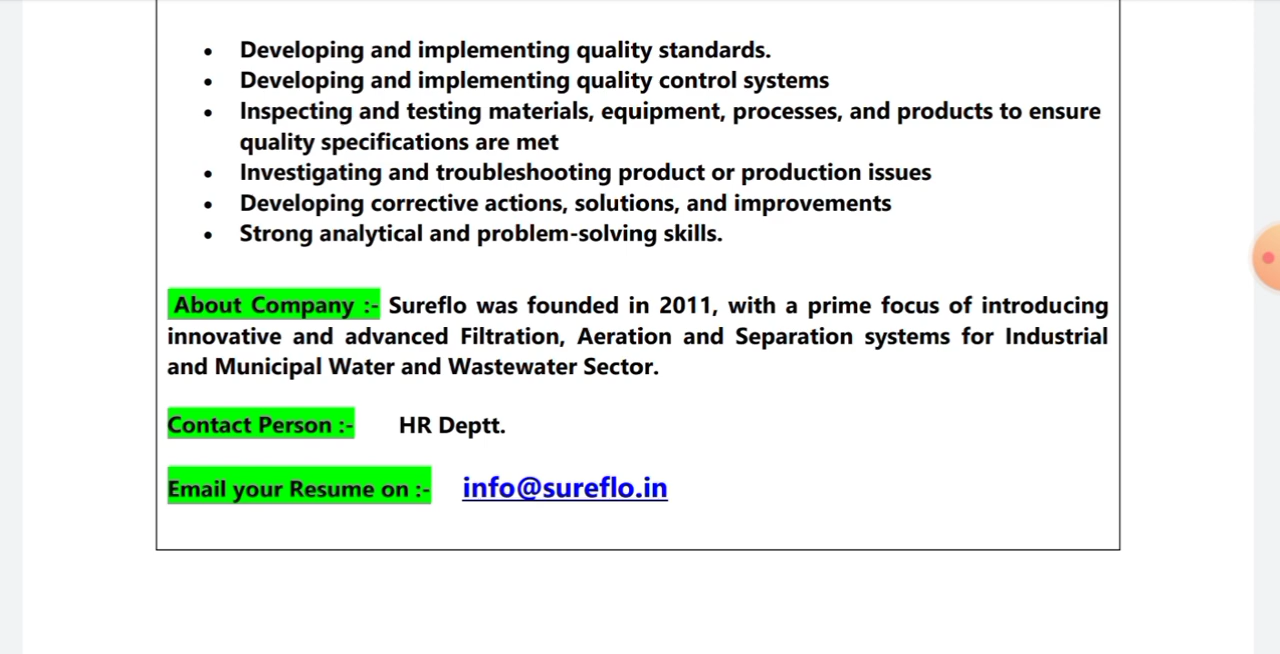 • Developing and implementing quality standards.
• Developing and implementing quality control systems
• Inspecting and testing materials, equipment, processes, and products to ensure
quality specifications are met
• Investigating and troubleshooting product or production issues
• Developing corrective actions, solutions, and improvements
• Strong analytical and problem-solving skills.
About Company :- Sureflo was founded in 2011, with a prime focus of introducing
innovative and advanced Filtration, Aeration and Separation systems for Industrial
and Municipal Water and Wastewater Sector.
Contact Person :- HR Deptt.
Email your Resume on :- info@sureflo.in